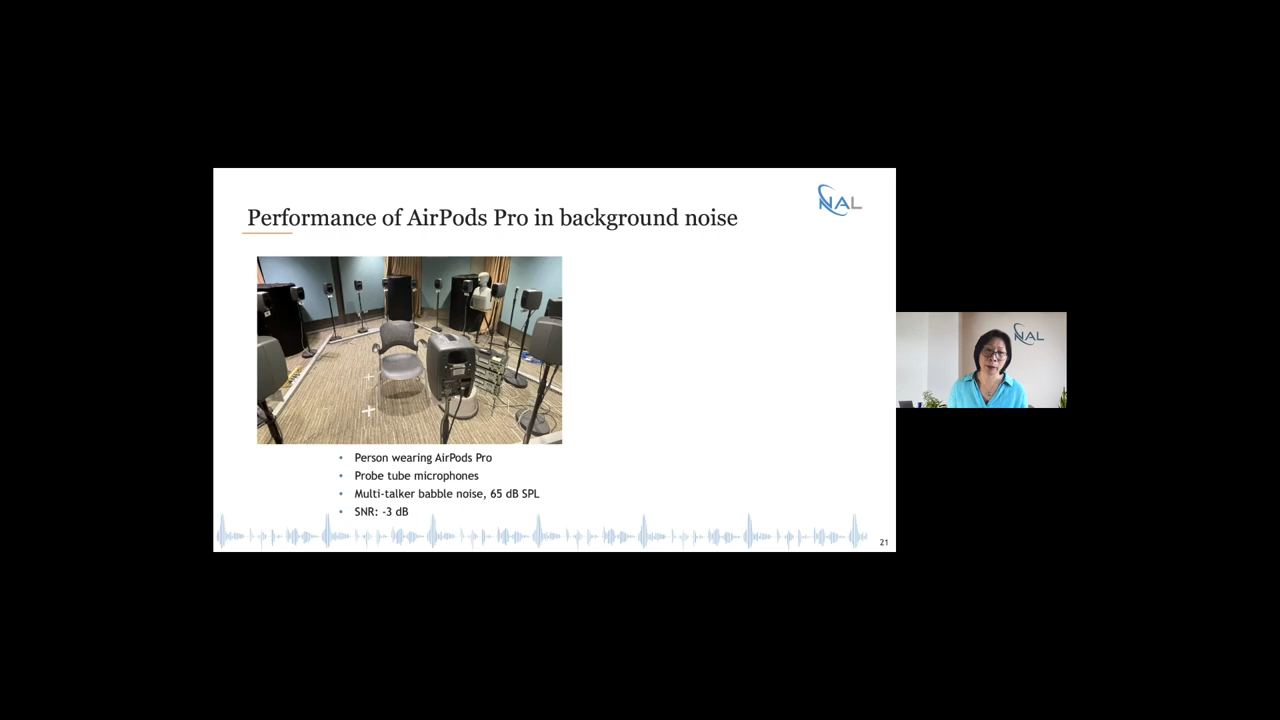 Performance of AirPods Pro in background noise
NAL
• Person wearing AirPods Pro
• Probe tube microphones
• Multi-talker babble noise, 65 dB SPL
• SNR: -3 dB
21
NAL